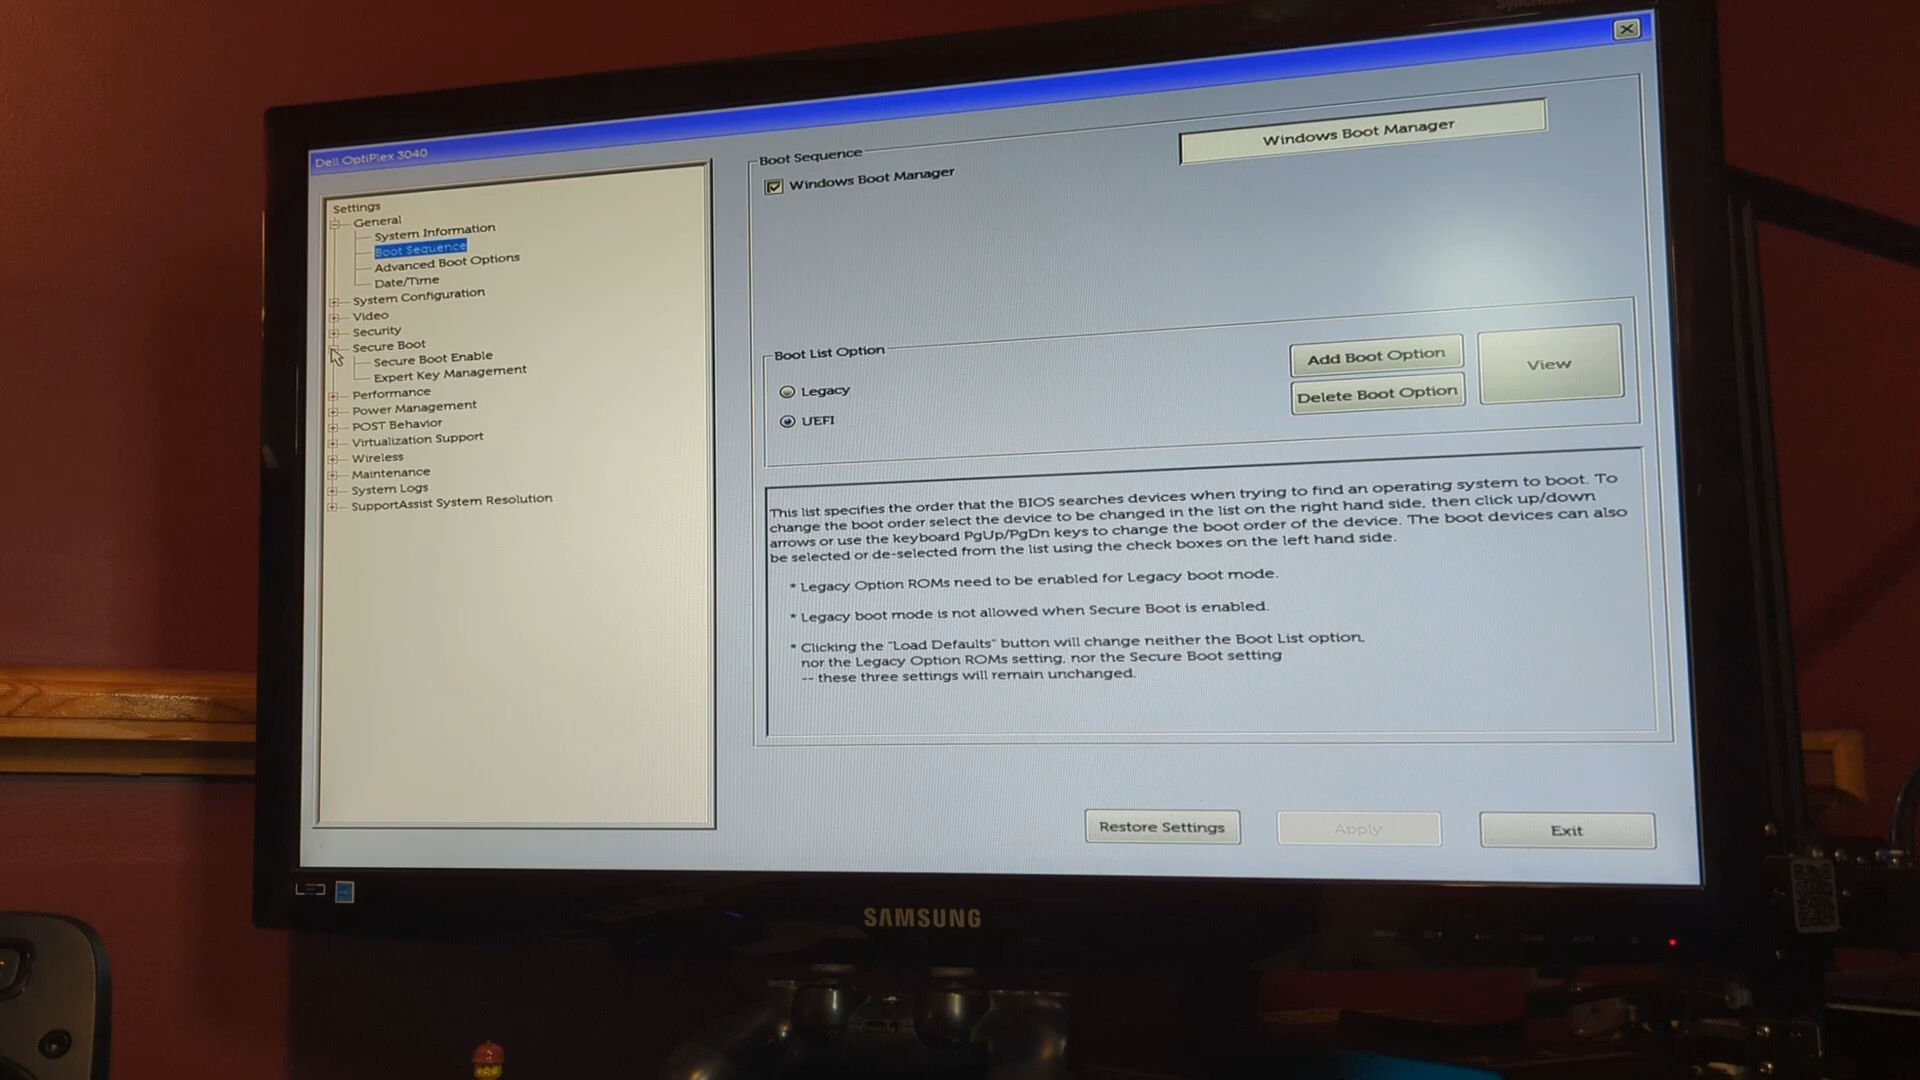 Dell OptiPlex 3040
Settings
General
System Information
Boot Sequence
Advanced Boot Options
Date/Time
System Configuration
Video
Security
Secure Boot
Secure Boot Enable
Expert Key Management
Performance
Power Management
POST Behavior
Virtualization Support
Wireless
Maintenance
System Logs
SupportAssist System Resolution
Boot Sequence
Windows Boot Manager
Windows Boot Manager
Boot List Option
Legacy
UEFI
Add Boot Option
Delete Boot Option
View
This list specifies the order that the BIOS searches devices when trying to find an operating system to boot. To
change the boot order select the device to be changed in the list on the right hand side, then click up/down
arrows or use the keyboard PgUp/PgDn keys to change the boot order of the device. The boot devices can also
be selected or de-selected from the list using the check boxes on the left hand side.
* Legacy Option ROMs need to be enabled for Legacy boot mode.
* Legacy boot mode is not allowed when Secure Boot is enabled.
* Clicking the "Load Defaults" button will change neither the Boot List option,
nor the Legacy Option ROMs setting, nor the Secure Boot setting
-- these three settings will remain unchanged.
Restore Settings
Apply
Exit
SAMSUNG